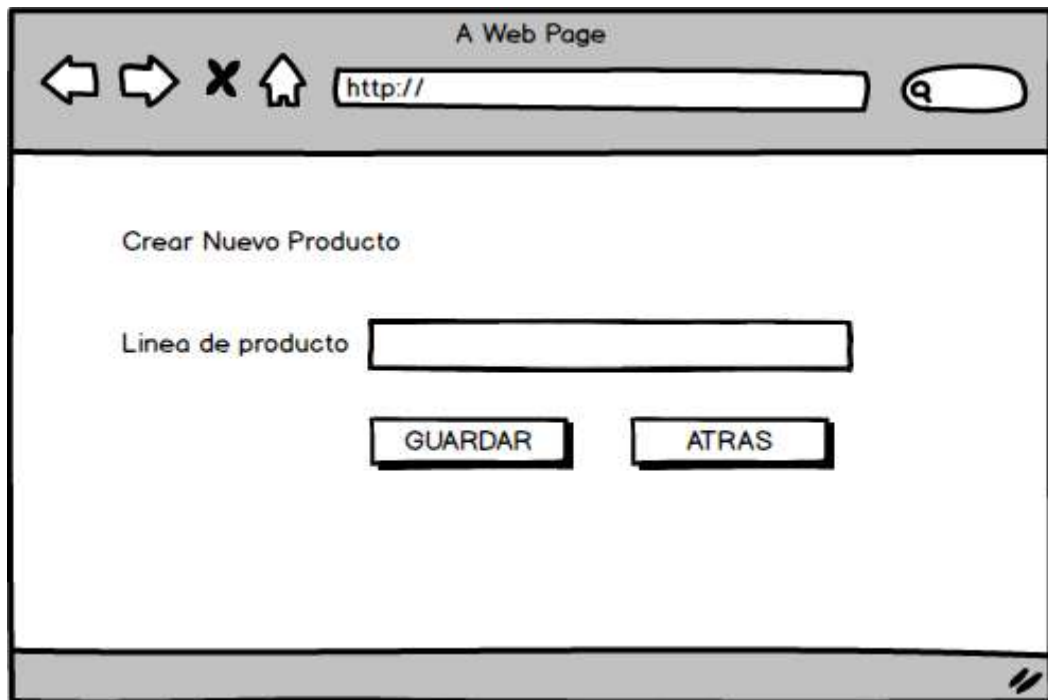 A Web Page
http://
Crear Nuevo Producto
Linea de producto
GUARDAR ATRAS